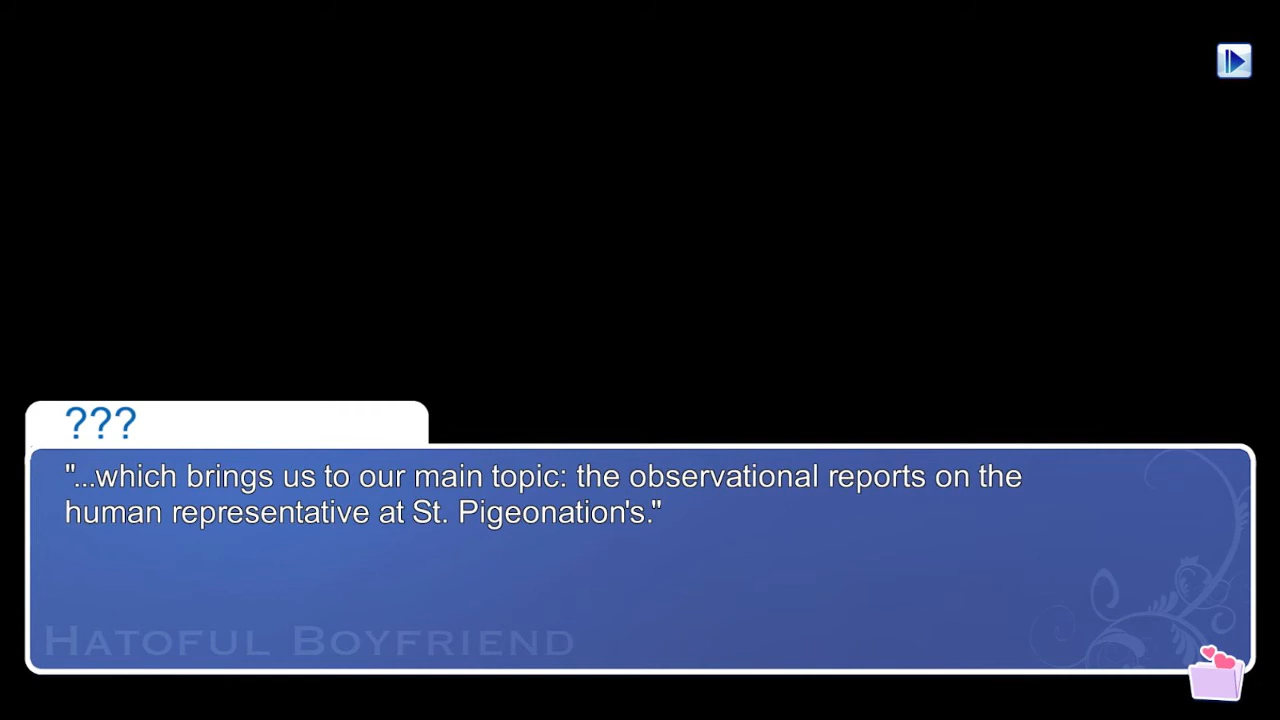 ???
"...which brings us to our main topic: the observational reports on the
human representative at St. Pigeonation's."
HATOFUL BOYFRIEND